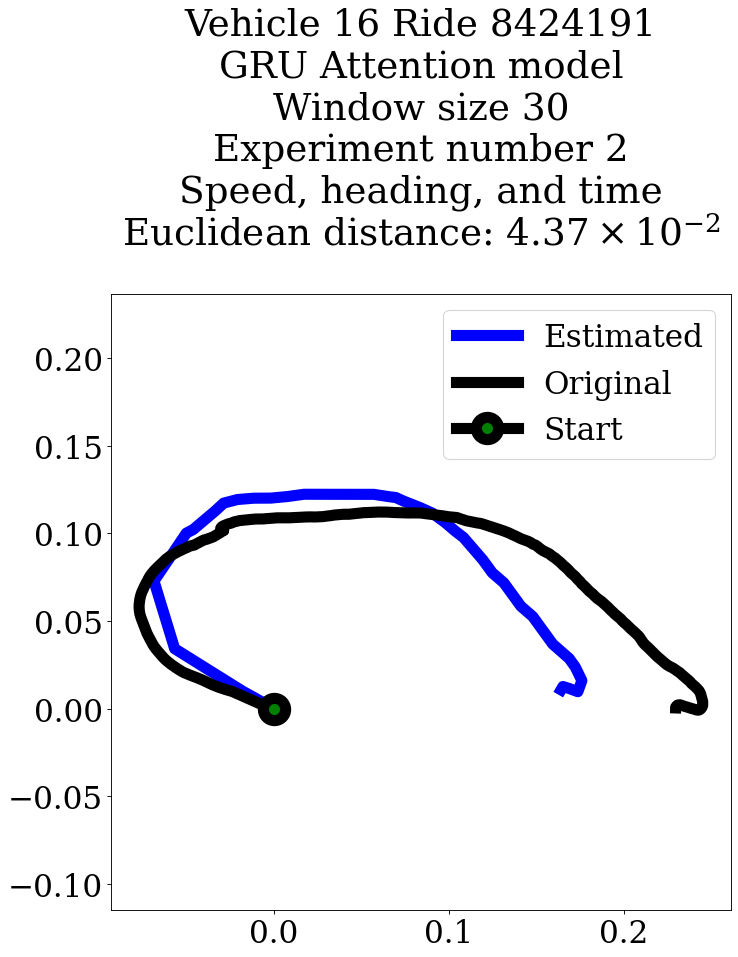 Vehicle 16 Ride 8424191
GRU Attention model
Window size 30
Experiment number 2
Speed, heading, and time
Euclidean distance: 4.37 × 10⁻²
Estimated
Original
Start
0.20
0.15
0.10
0.05
0.00
−0.05
−0.10
0.0 0.1 0.2